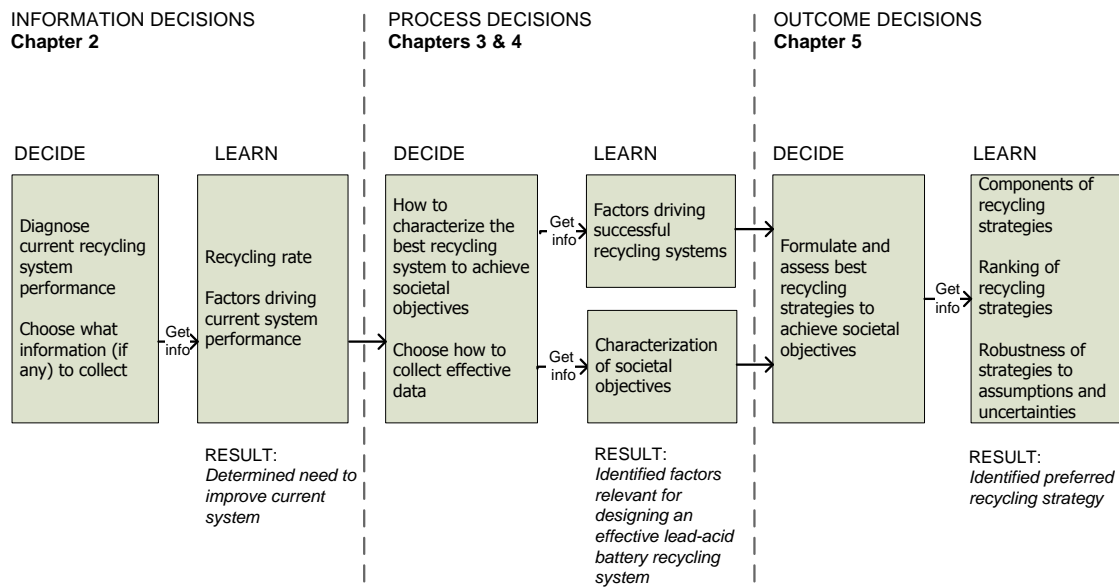 INFORMATION DECISIONS
Chapter 2
PROCESS DECISIONS
Chapters 3 & 4
OUTCOME DECISIONS
Chapter 5
DECIDE
Diagnose
current recycling
system
performance
Choose what
information (if
any) to collect
Get
info
LEARN
Recycling rate
Factors driving
current system
performance
RESULT:
Determined need to
improve current
system
DECIDE
How to
characterize the
best recycling
system to achieve
societal
objectives
Choose how to
collect effective
data
Get
info
Get
info
LEARN
Factors driving
successful
recycling systems
Characterization
of societal
objectives
RESULT:
Identified factors
relevant for
designing an
effective lead-acid
battery recycling
system
DECIDE
Formulate and
assess best
recycling
strategies to
achieve societal
objectives
Get
info
LEARN
Components of
recycling
strategies
Ranking of
recycling
strategies
Robustness of
strategies to
assumptions and
uncertainties
RESULT:
Identified preferred
recycling strategy